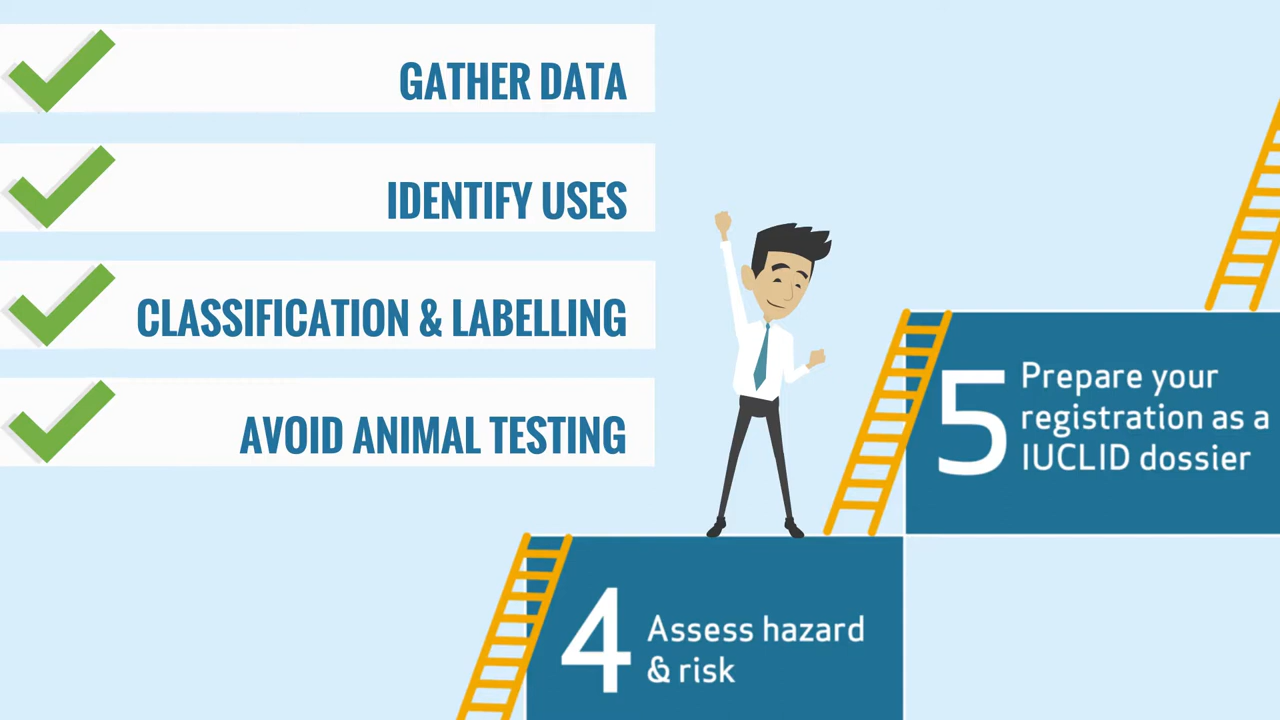 GATHER DATA
IDENTIFY USES
CLASSIFICATION & LABELLING
AVOID ANIMAL TESTING
5
Prepare your
registration as a
IUCLID dossier
4
Assess hazard
& risk